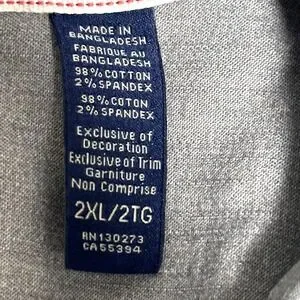 MADE IN
BANGLADESH
FABRIQUE AU
BANGLADESH
98% COTTON
2% SPANDEX
98% COTON
2% SPANDEX
Exclusive of
Decoration
Exclusive of Trim
Garniture
Non Comprise
2XL/2TG
RN130273
CA55394